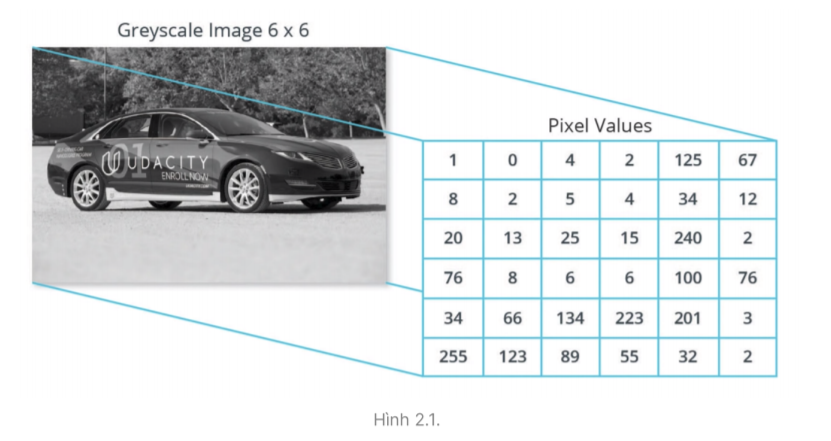 Greyscale Image 6 x 6
Pixel Values
1 0 4 2 125 67
8 2 5 4 34 12
20 13 25 15 240 2
76 8 6 6 100 76
34 66 134 223 201 3
255 123 89 55 32 2
01
UDACITY
ENROLL NOW
Hình 2.1.